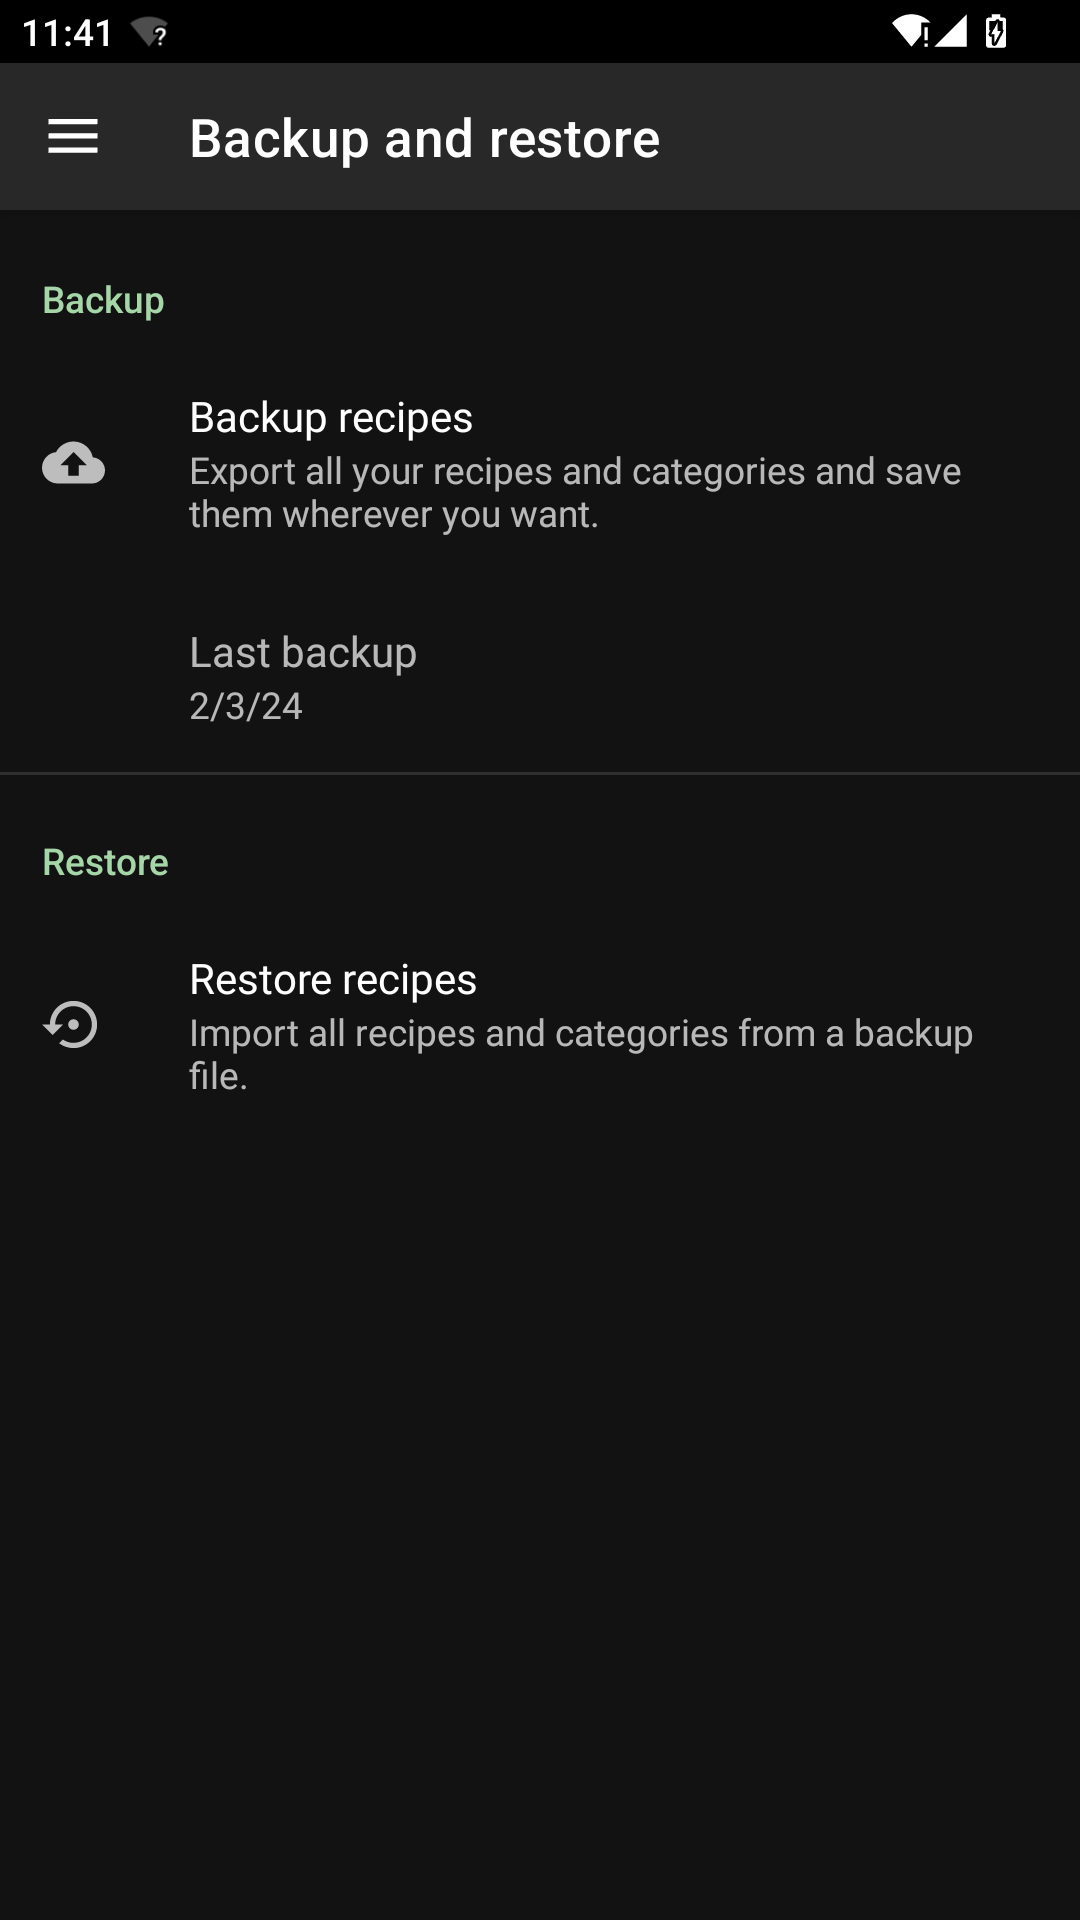 11:41
Backup and restore
Backup
Backup recipes
Export all your recipes and categories and save
them wherever you want.
Last backup
2/3/24
Restore
Restore recipes
Import all recipes and categories from a backup
file.